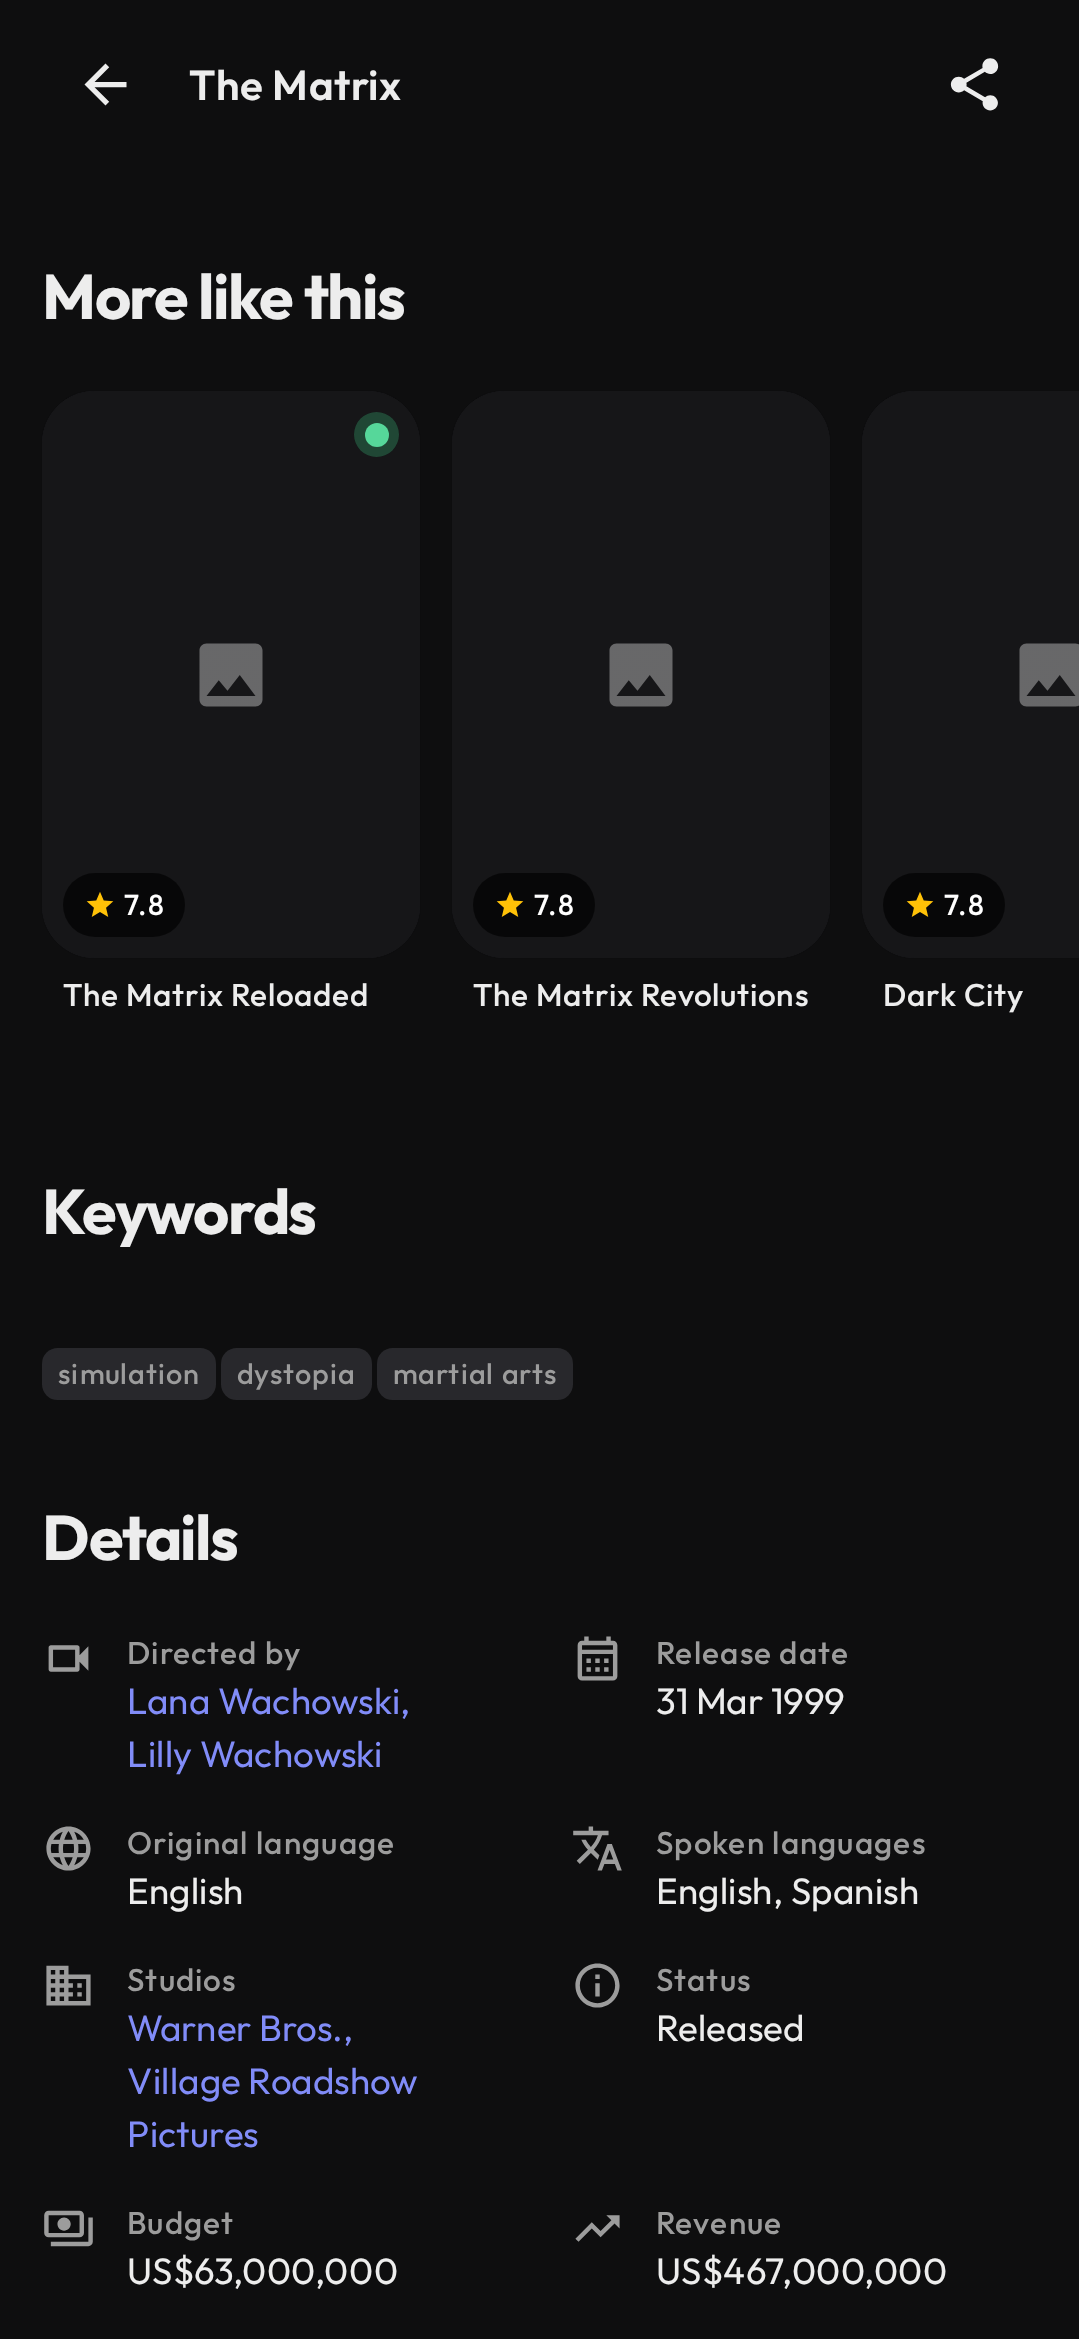 The Matrix
More like this
7.8
7.8
7.8
The Matrix Reloaded
The Matrix Revolutions
Dark City
Keywords
simulation
dystopia
martial arts
Details
Directed by
Lana Wachowski,
Lilly Wachowski
Release date
31 Mar 1999
Original language
English
Spoken languages
English, Spanish
Studios
Warner Bros.,
Village Roadshow
Pictures
Status
Released
Budget
US$63,000,000
Revenue
US$467,000,000